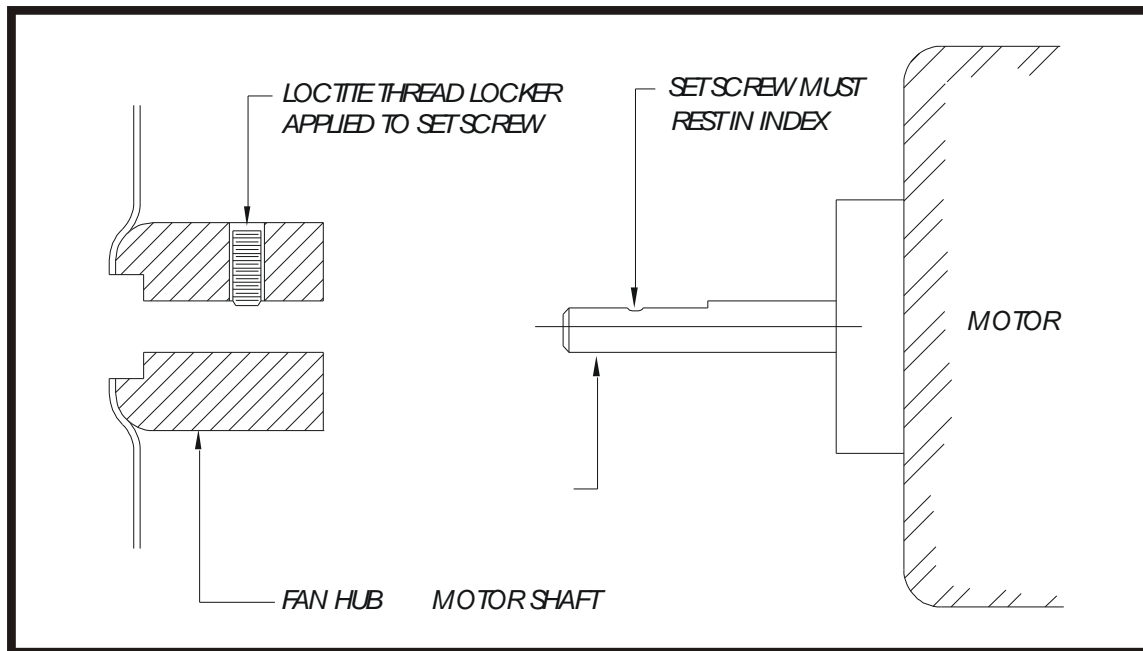 LOCTITE THREAD LOCKER
APPLIED TO SET SCREW
SET SCREW MUST
REST IN INDEX
MOTOR
FAN HUB
MOTOR SHAFT